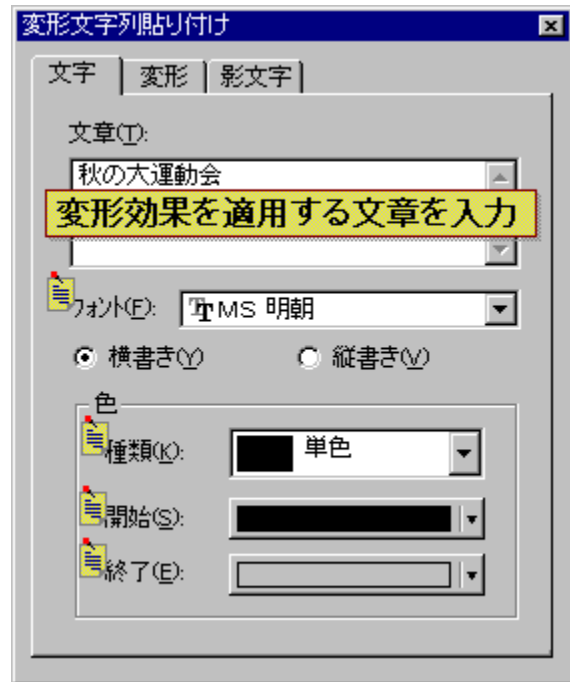 変形文字列貼り付け
文字 変形 影文字
文章(T):
秋の大運動会
変形効果を適用する文章を入力
フォント(F): MS 明朝
横書き(Y) 縦書き(V)
色
種類(K): 単色
開始(S):
終了(E):